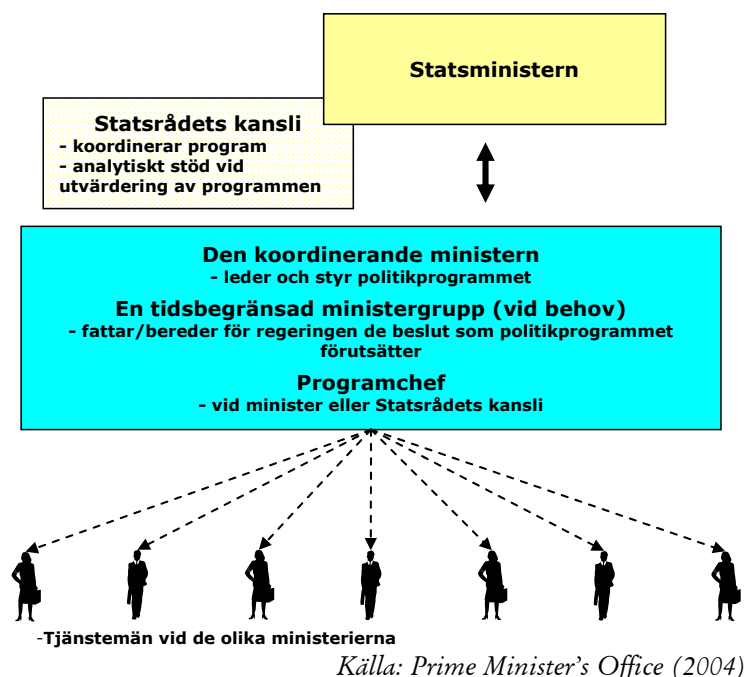 Statsministern
Statsrådets kansli
- koordinerar program
- analytiskt stöd vid
utvärdering av programmen
Den koordinerande ministern
- leder och styr politikprogrammet
En tidsbegränsad ministergrupp (vid behov)
- fattar/bereder för regeringen de beslut som politikprogrammet
förutsätter
Programchef
- vid minister eller Statsrådets kansli
-Tjänstemän vid de olika ministerierna
Källa: Prime Minister's Office (2004)